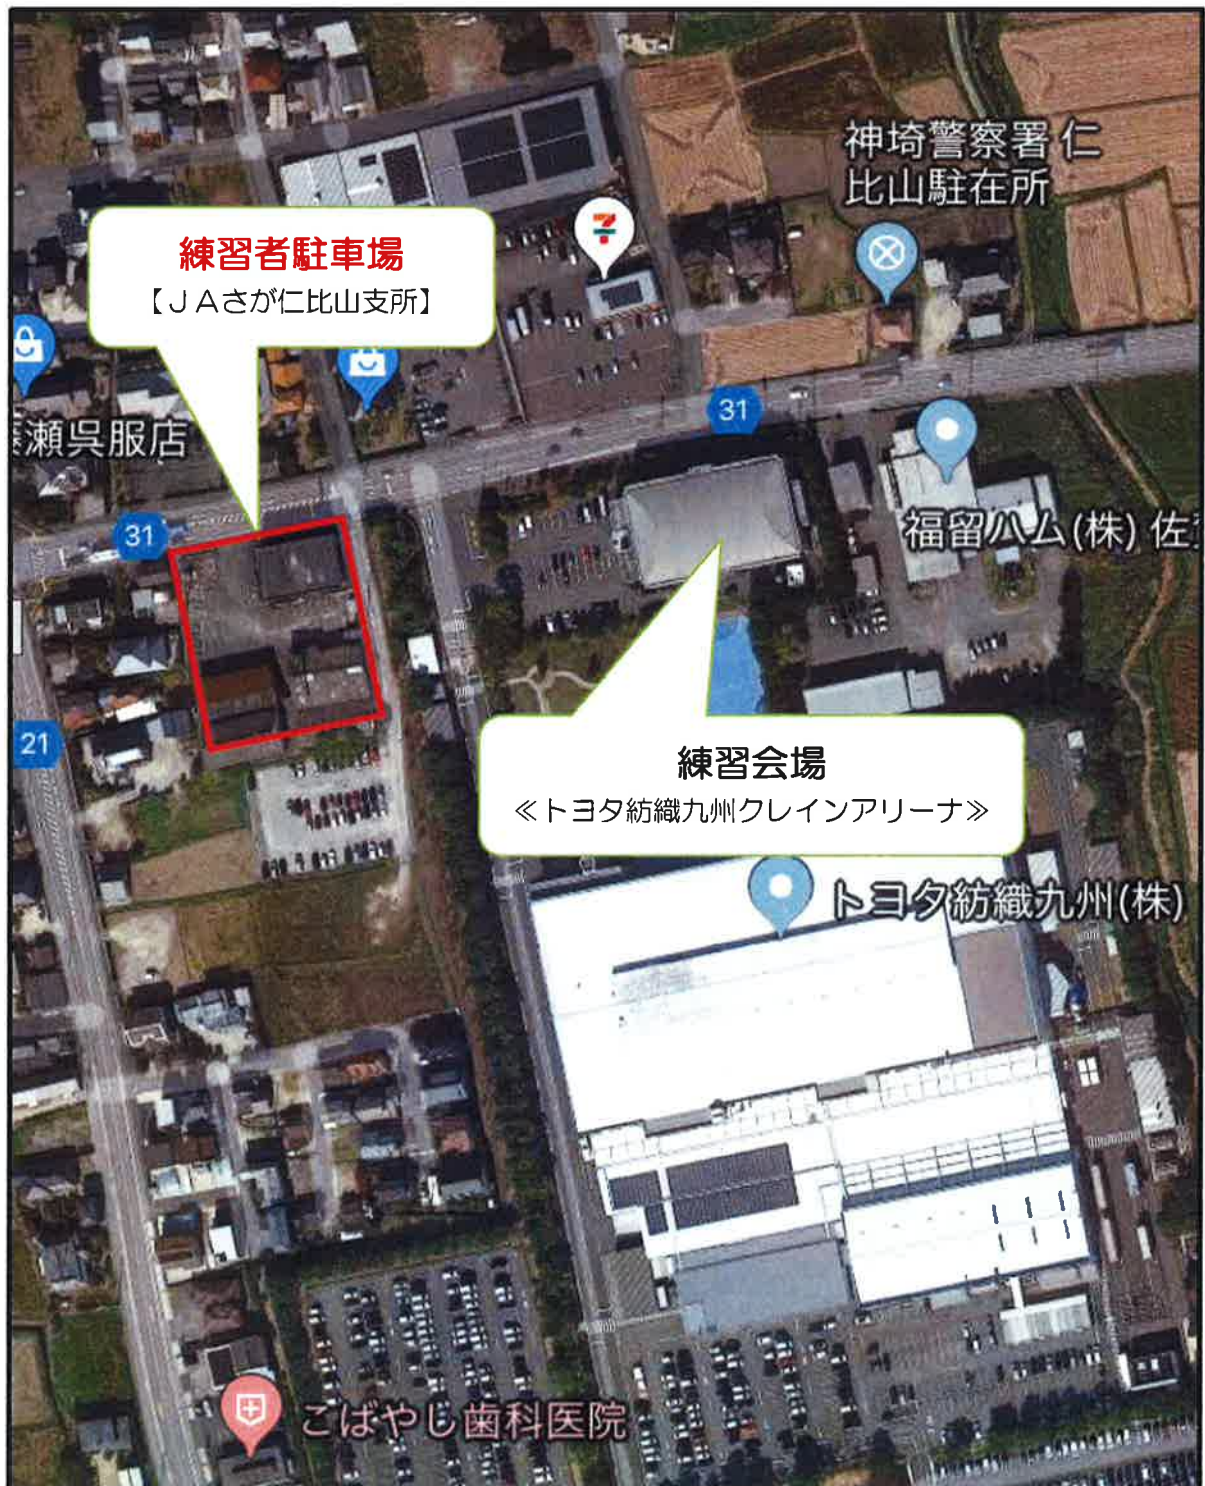 神埼警察署 仁
比山駐在所
練習者駐車場
【ＪＡさが仁比山支所】
31
瀬呉服店
31
福留ハム(株) 佐
21
練習会場
≪トヨタ紡織九州クレインアリーナ≫
トヨタ紡織九州(株)
こばやし歯科医院